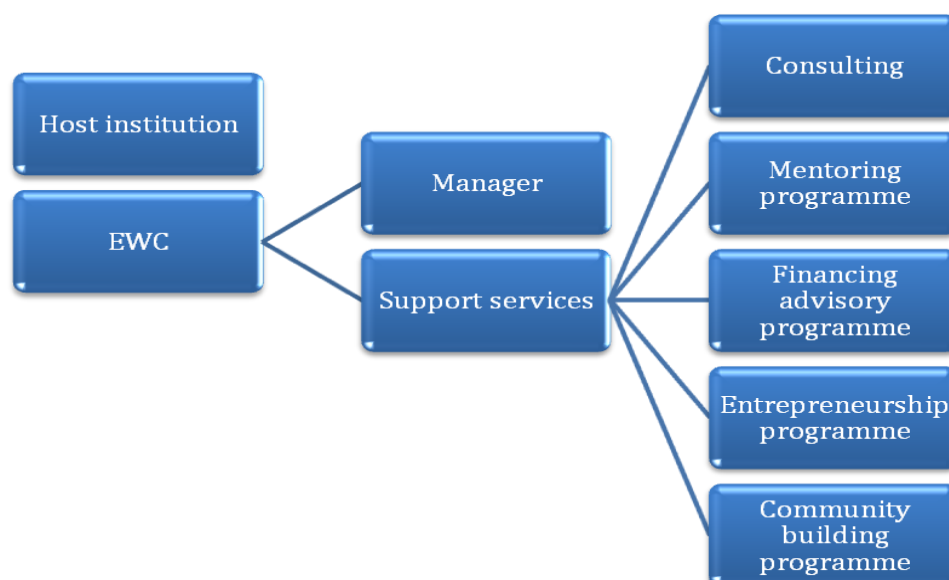 Host institution
EWC
Manager
Support services
Consulting
Mentoring
programme
Financing
advisory
programme
Entrepreneurship
programme
Community
building
programme